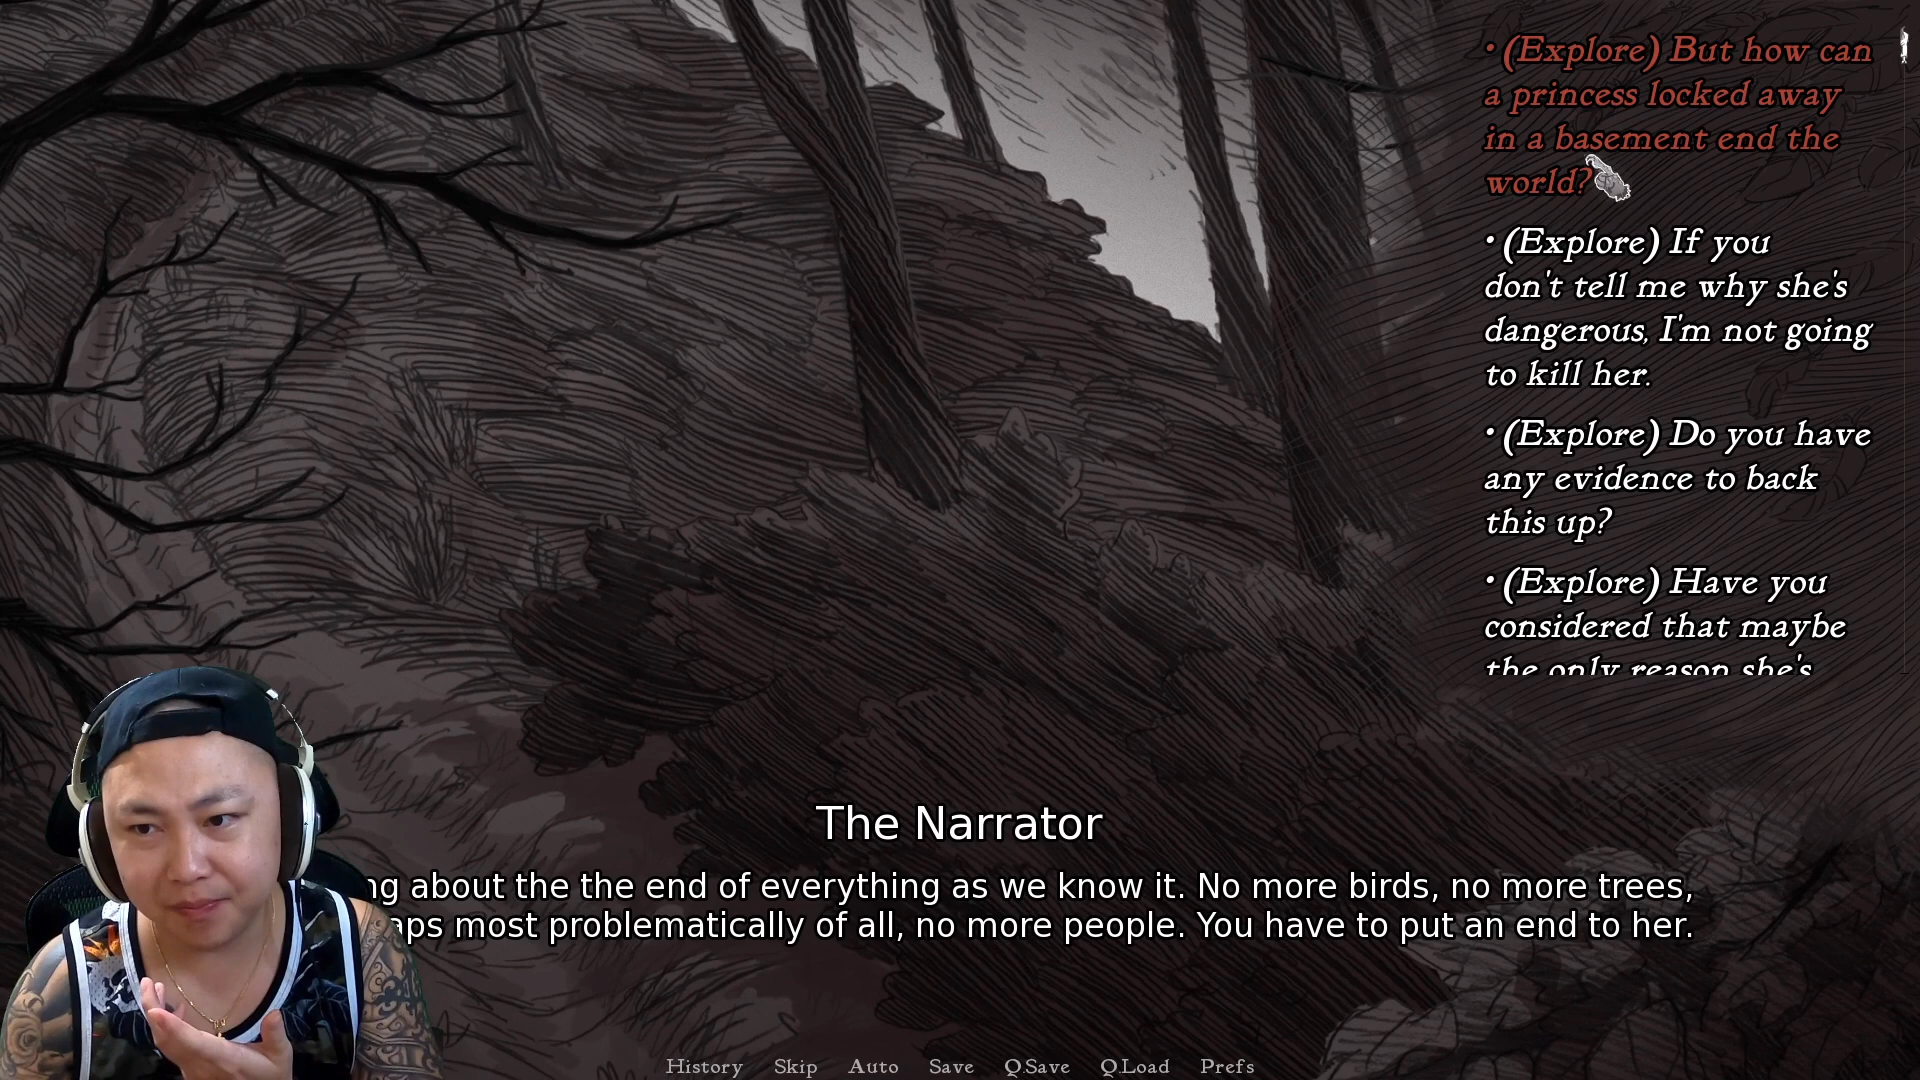 • (Explore) But how can
a princess locked away
in a basement end the
world?
• (Explore) If you
don't tell me why she's
dangerous, I'm not going
to kill her.
• (Explore) Do you have
any evidence to back
this up?
• (Explore) Have you
considered that maybe
the only reason she's
The Narrator
about the the end of everything as we know it. No more birds, no more trees,
most problematically of all, no more people. You have to put an end to her.
History Skip Auto Save Q.Save Q.Load Prefs